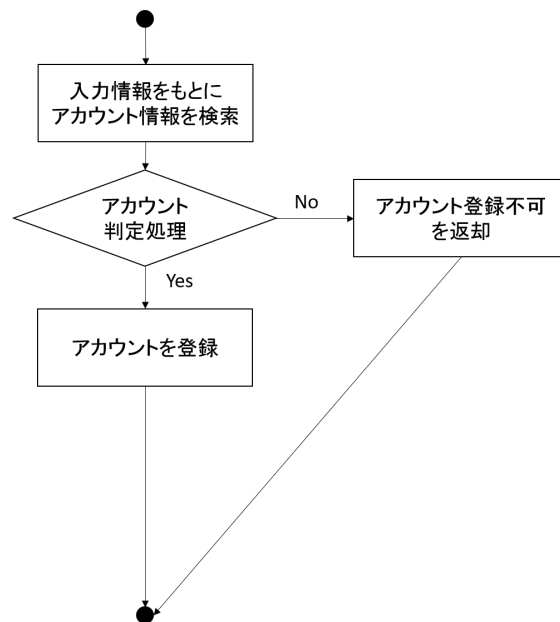 入力情報をもとに
アカウント情報を検索
アカウント
判定処理
No
アカウント登録不可
を返却
Yes
アカウントを登録